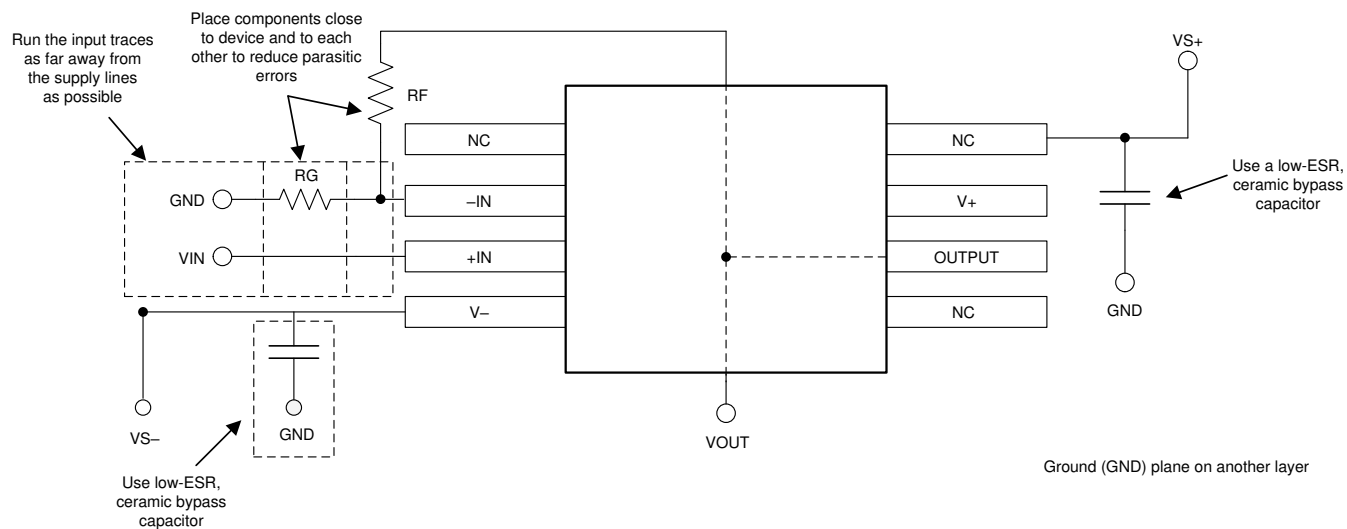 Run the input traces
as far away from
the supply lines
as possible
Place components close
to device and to each
other to reduce parasitic
errors
VS+
RF
NC
NC
Use a low-ESR,
ceramic bypass
capacitor
RG
GND
–IN
V+
VIN
+IN
OUTPUT
V–
NC
GND
VS–
GND
VOUT
Use low-ESR,
ceramic bypass
capacitor
Ground (GND) plane on another layer